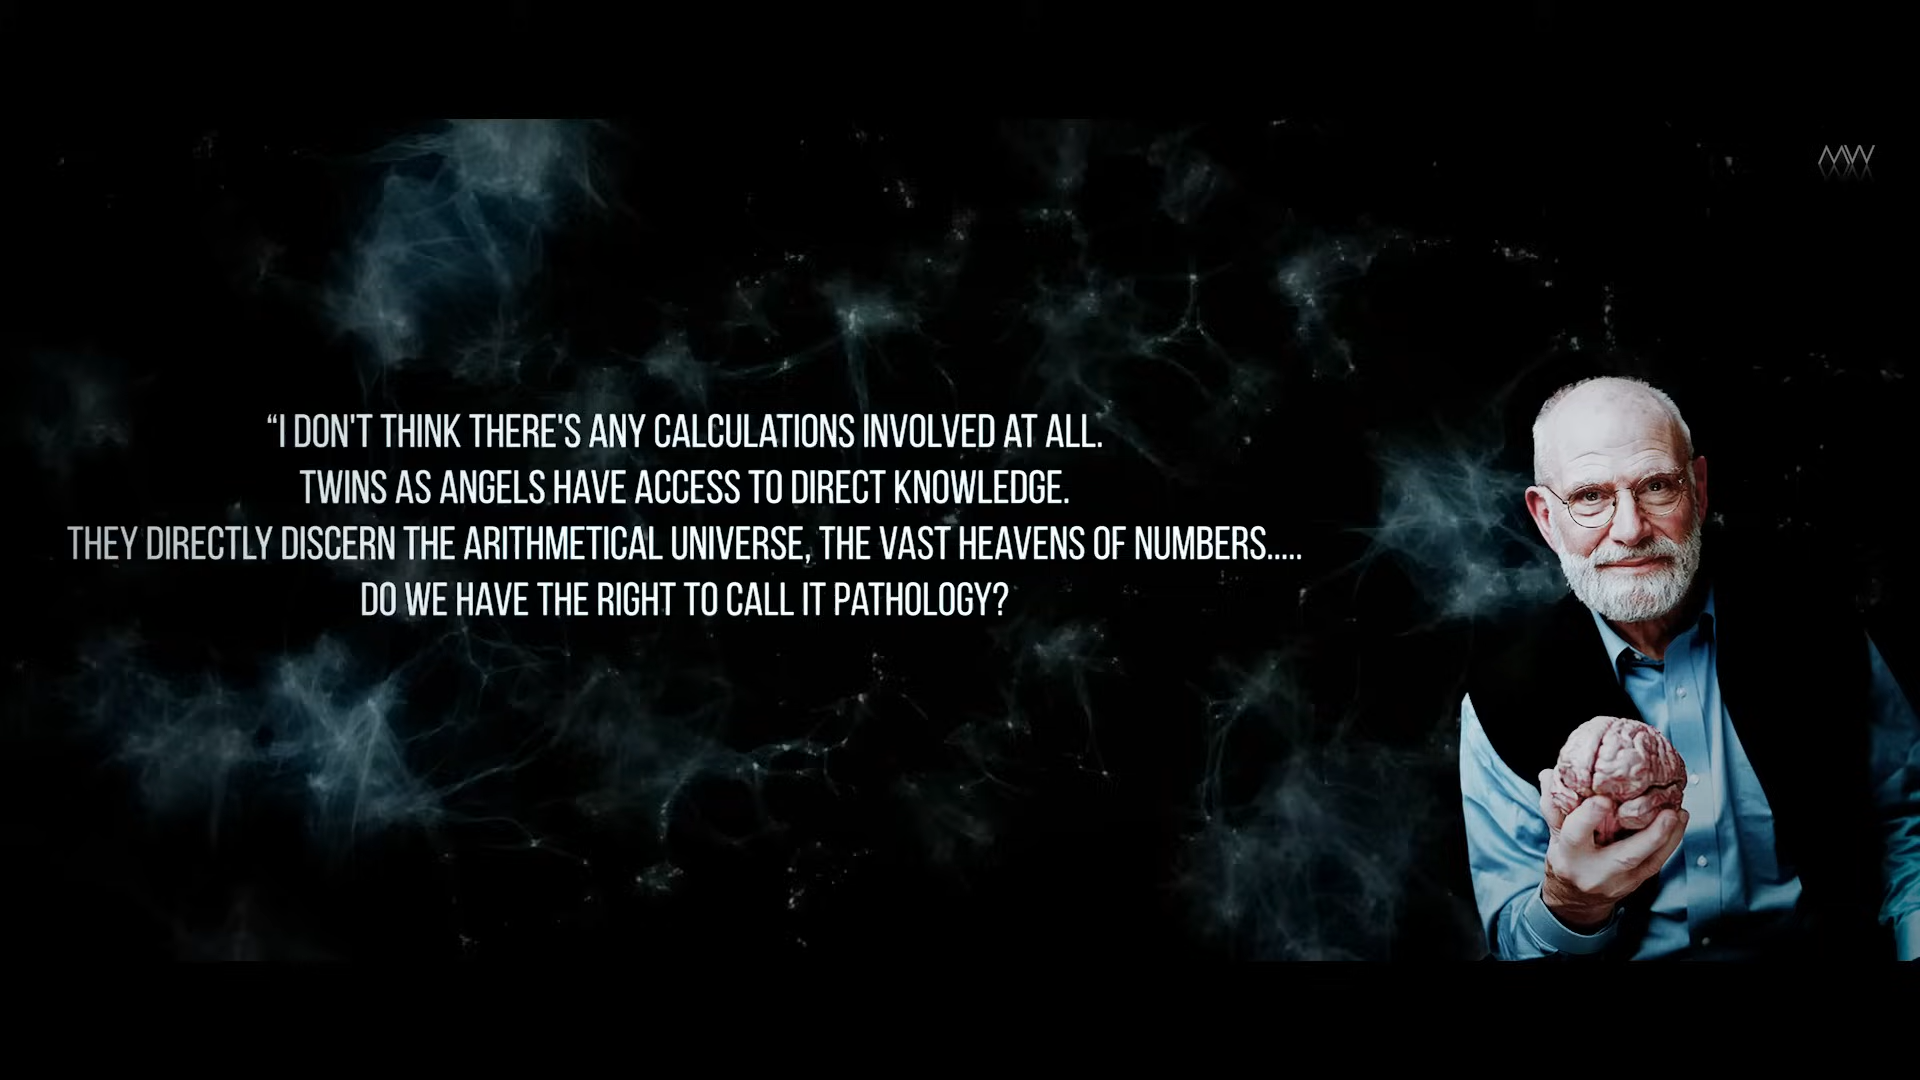 MW
“I DON'T THINK THERE'S ANY CALCULATIONS INVOLVED AT ALL.
TWINS AS ANGELS HAVE ACCESS TO DIRECT KNOWLEDGE.
THEY DIRECTLY DISCERN THE ARITHMETICAL UNIVERSE, THE VAST HEAVENS OF NUMBERS.....
DO WE HAVE THE RIGHT TO CALL IT PATHOLOGY?